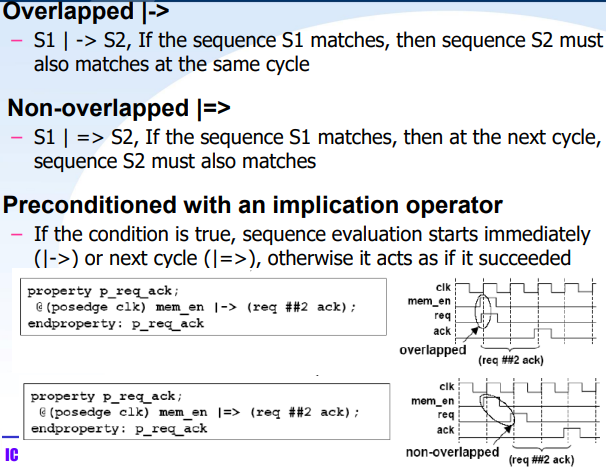 Overlapped |->
– S1 | -> S2, If the sequence S1 matches, then sequence S2 must
also matches at the same cycle
Non-overlapped |=>
– S1 | => S2, If the sequence S1 matches, then at the next cycle,
sequence S2 must also matches
Preconditioned with an implication operator
– If the condition is true, sequence evaluation starts immediately
(|->) or next cycle (|=>), otherwise it acts as if it succeeded
property p_req_ack;
@(posedge clk) mem_en |-> (req ##2 ack);
endproperty: p_req_ack
clk
mem_en
req
ack
overlapped
(req ##2 ack)
property p_req_ack;
@(posedge clk) mem_en |=> (req ##2 ack);
endproperty: p_req_ack
clk
mem_en
req
ack
non-overlapped
(req ##2 ack)
IC